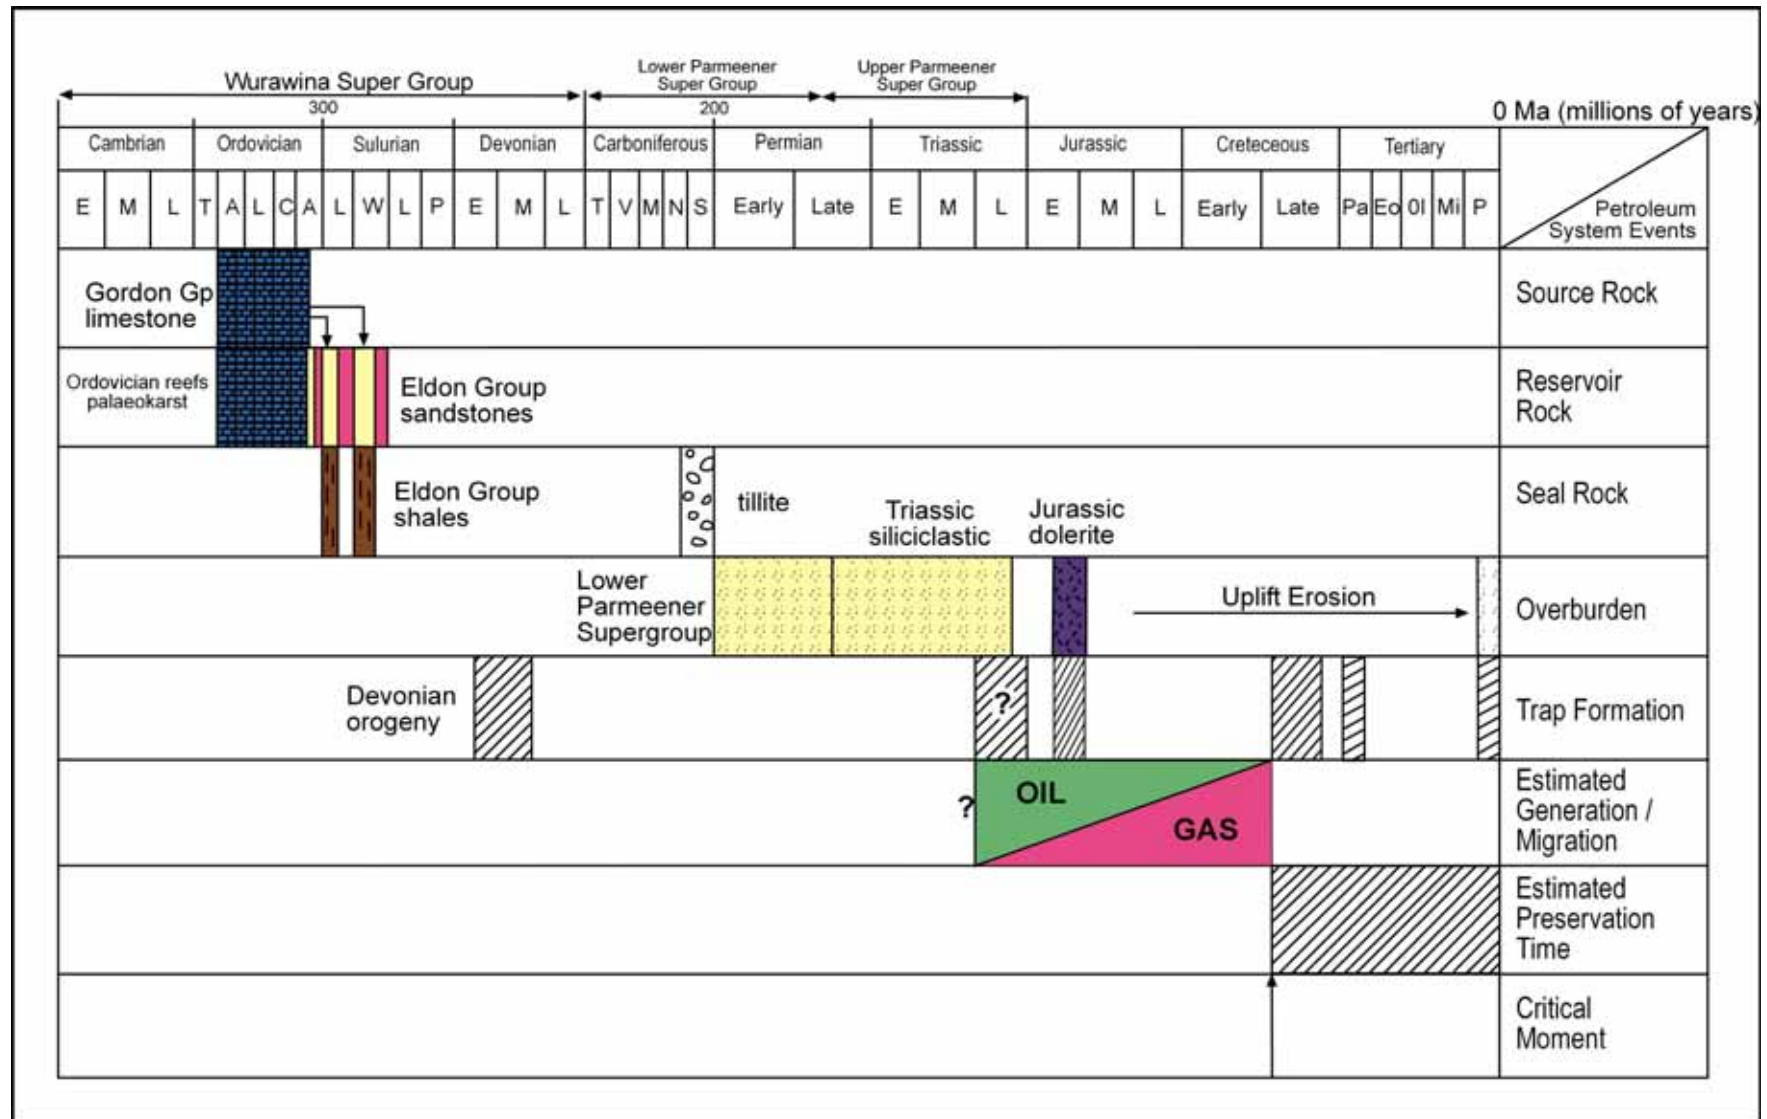 Wurawina Super Group
Lower Parmeener
Super Group
Upper Parmeener
Super Group
300
200
0 Ma (millions of years)
Cambrian Ordovician Sulurian Devonian Carboniferous Permian Triassic Jurassic Creteceous Tertiary
E M L T A L C A L W L P E M L T V M N S Early Late E M L E M L Early Late Pa Eo Ol Mi P
Petroleum
System Events
Gordon Gp
limestone
Source Rock
Ordovician reefs
palaeokarst
Eldon Group
sandstones
Reservoir
Rock
Eldon Group
shales
tillite
Triassic
siliciclastic
Jurassic
dolerite
Seal Rock
Lower
Parmeener
Supergroup
Uplift Erosion
Overburden
Devonian
orogeny
?
Trap Formation
?
OIL
GAS
Estimated
Generation /
Migration
Estimated
Preservation
Time
Critical
Moment